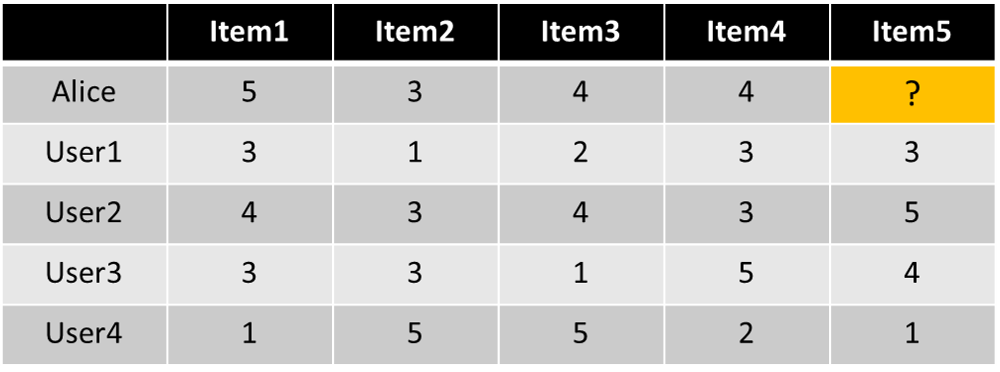 Item1 Item2 Item3 Item4 Item5
Alice 5 3 4 4 ?
User1 3 1 2 3 3
User2 4 3 4 3 5
User3 3 3 1 5 4
User4 1 5 5 2 1